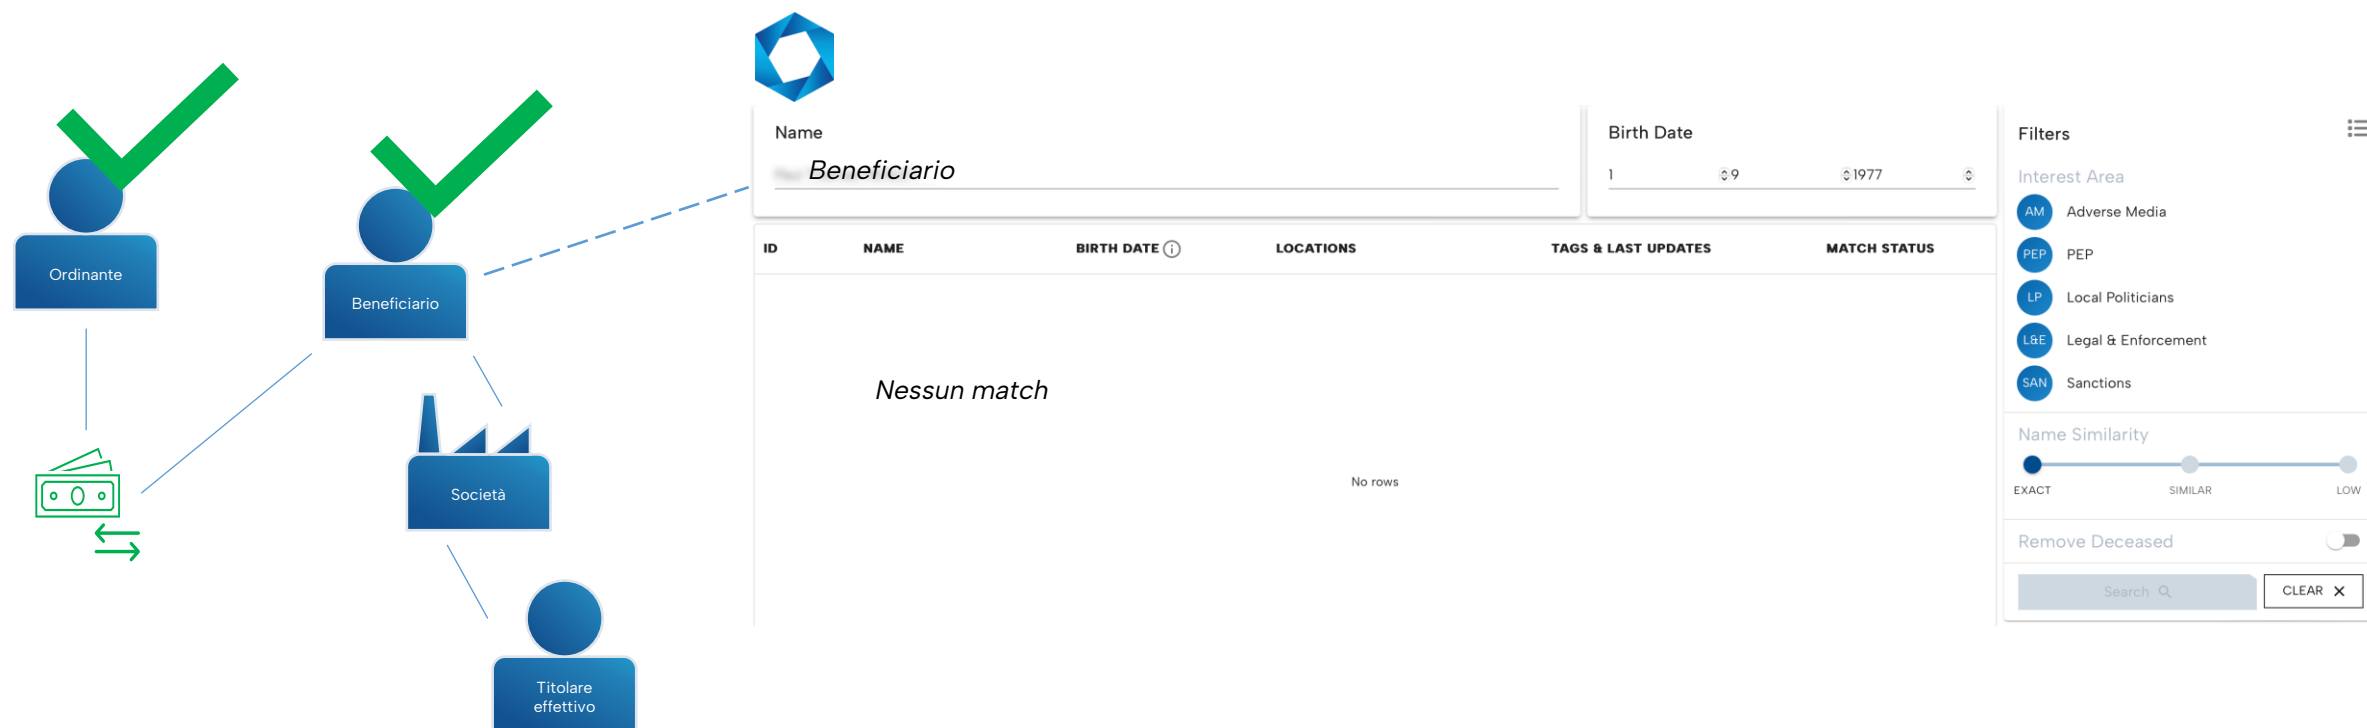 Ordinante
Beneficiario
Società
Titolare
effettivo
Name
Beneficiario
Birth Date
1 9 1977
ID NAME BIRTH DATE LOCATIONS TAGS & LAST UPDATES MATCH STATUS
Nessun match
No rows
Filters
Interest Area
AM Adverse Media
PEP PEP
LP Local Politicians
L&E Legal & Enforcement
SAN Sanctions
Name Similarity
EXACT SIMILAR LOW
Remove Deceased
Search CLEAR